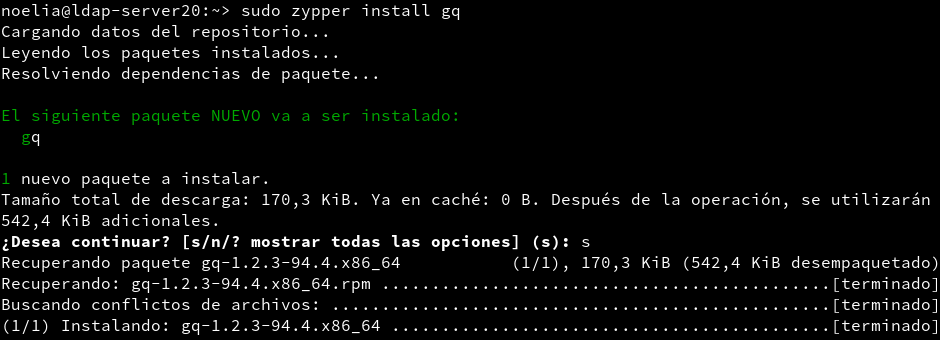 noelia@ldap-server20:~> sudo zypper install gq
Cargando datos del repositorio...
Leyendo los paquetes instalados...
Resolviendo dependencias de paquete...
El siguiente paquete NUEVO va a ser instalado:
  gq
1 nuevo paquete a instalar.
Tamaño total de descarga: 170,3 KiB. Ya en caché: 0 B. Después de la operación, se utilizarán
542,4 KiB adicionales.
¿Desea continuar? [s/n/? mostrar todas las opciones] (s): s
Recuperando paquete gq-1.2.3-94.4.x86_64           (1/1), 170,3 KiB (542,4 KiB desempaquetado)
Recuperando: gq-1.2.3-94.4.x86_64.rpm .............................................[terminado]
Buscando conflictos de archivos: ..................................................[terminado]
(1/1) Instalando: gq-1.2.3-94.4.x86_64 ............................................[terminado]